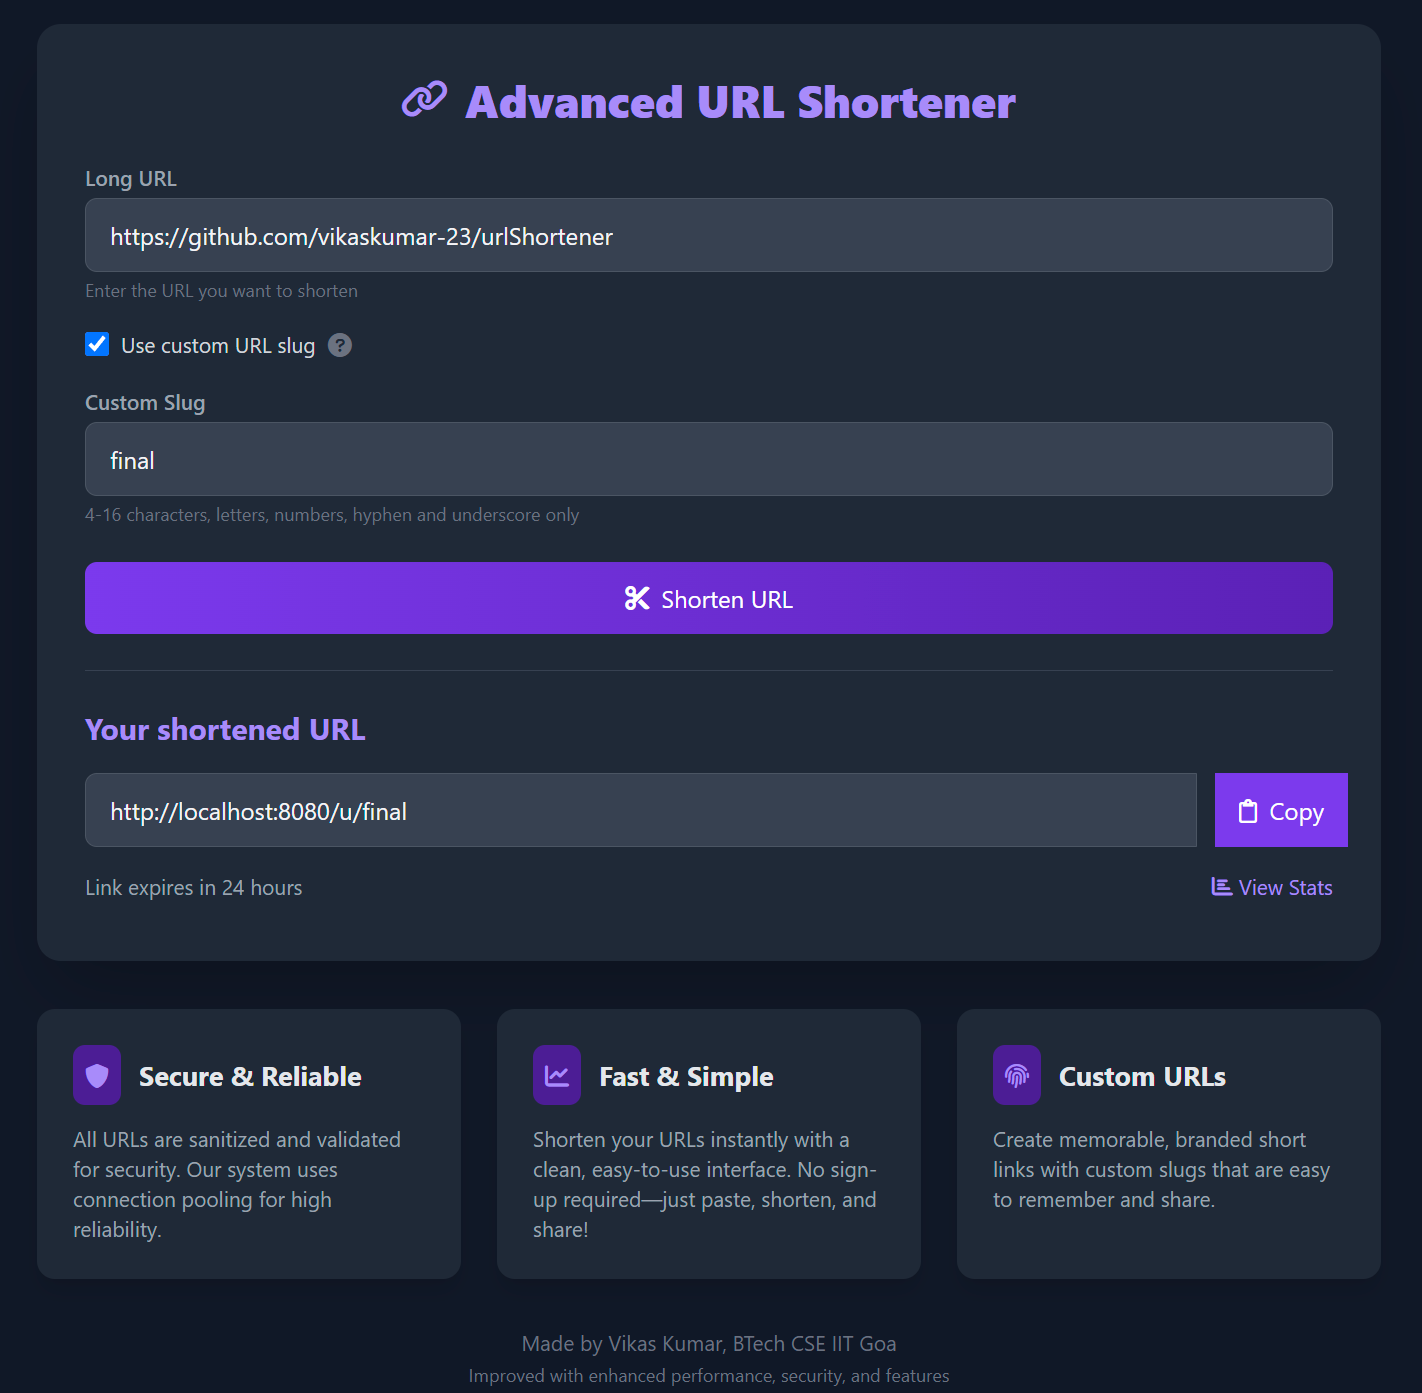 Advanced URL Shortener
Long URL
https://github.com/vikaskumar-23/urlShortener
Enter the URL you want to shorten
Use custom URL slug ?
Custom Slug
final
4-16 characters, letters, numbers, hyphen and underscore only
Shorten URL
Your shortened URL
http://localhost:8080/u/final
Copy
Link expires in 24 hours
View Stats
Secure & Reliable
All URLs are sanitized and validated
for security. Our system uses
connection pooling for high
reliability.
Fast & Simple
Shorten your URLs instantly with a
clean, easy-to-use interface. No sign-
up required—just paste, shorten, and
share!
Custom URLs
Create memorable, branded short
links with custom slugs that are easy
to remember and share.
Made by Vikas Kumar, BTech CSE IIT Goa
Improved with enhanced performance, security, and features